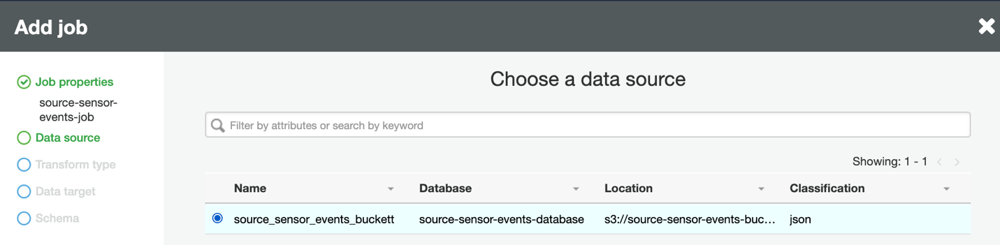 Add job
Job properties
source-sensor-
events-job
Data source
Transform type
Data target
Schema
Choose a data source
Filter by attributes or search by keyword
Showing: 1 - 1
Name Database Location Classification
source_sensor_events_buckett source-sensor-events-database s3://source-sensor-events-buc... json